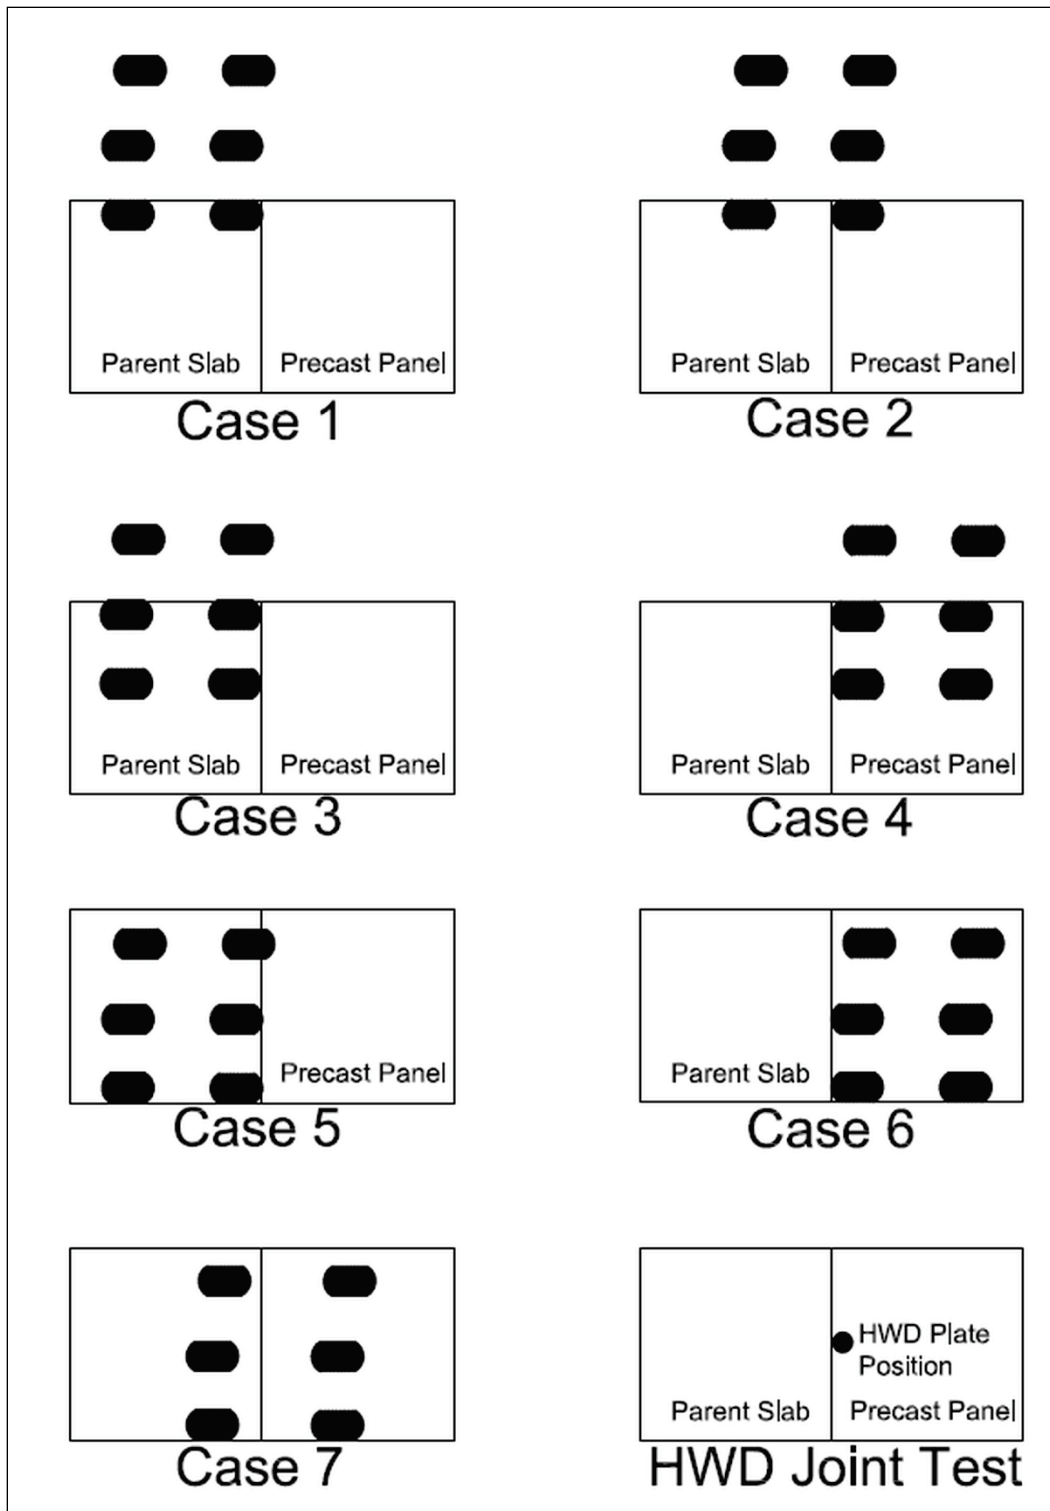 Parent Slab Precast Panel
Case 1
Parent Slab Precast Panel
Case 2
Parent Slab Precast Panel
Case 3
Parent Slab Precast Panel
Case 4
Precast Panel
Case 5
Parent Slab
Case 6
Case 7
HWD Plate
Position
Parent Slab Precast Panel
HWD Joint Test